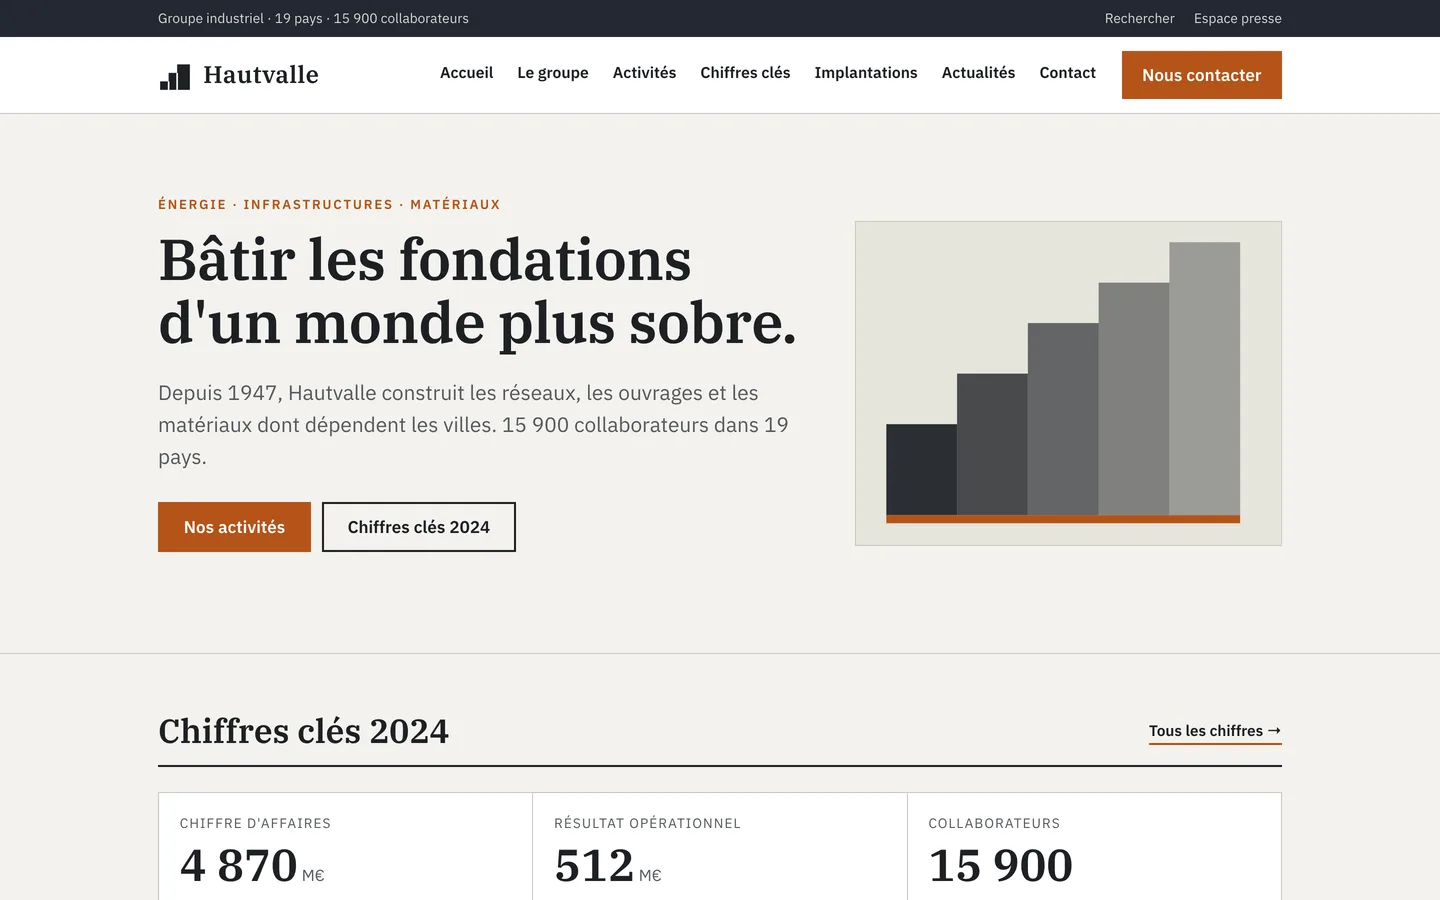 Groupe industriel · 19 pays · 15 900 collaborateurs
Rechercher
Espace presse
Hautvalle
Accueil
Le groupe
Activités
Chiffres clés
Implantations
Actualités
Contact
Nous contacter
ÉNERGIE · INFRASTRUCTURES · MATÉRIAUX
Bâtir les fondations
d'un monde plus sobre.
Depuis 1947, Hautvalle construit les réseaux, les ouvrages et les
matériaux dont dépendent les villes. 15 900 collaborateurs dans 19
pays.
Nos activités
Chiffres clés 2024
Chiffres clés 2024
Tous les chiffres →
CHIFFRE D'AFFAIRES
4 870 M€
RÉSULTAT OPÉRATIONNEL
512 M€
COLLABORATEURS
15 900